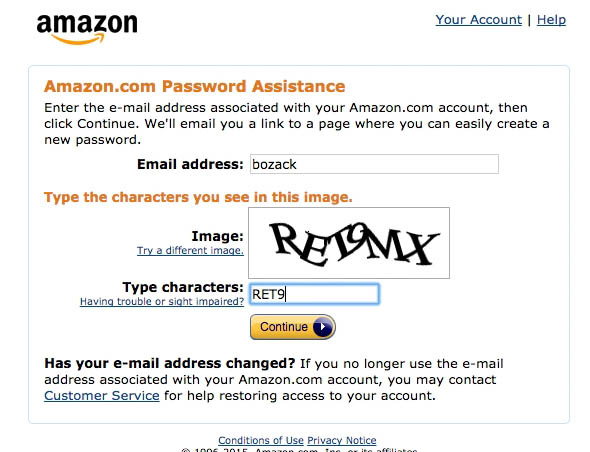 amazon
Your Account | Help
Amazon.com Password Assistance
Enter the e-mail address associated with your Amazon.com account, then
click Continue. We'll email you a link to a page where you can easily create a
new password.
Email address: bozack
Type the characters you see in this image.
Image: RET9MX
Try a different image.
Type characters: RET9
Having trouble or sight impaired?
Continue
Has your e-mail address changed? If you no longer use the e-mail
address associated with your Amazon.com account, you may contact
Customer Service for help restoring access to your account.
Conditions of Use Privacy Notice
© 1996-2015, Amazon.com, Inc. or its affiliates